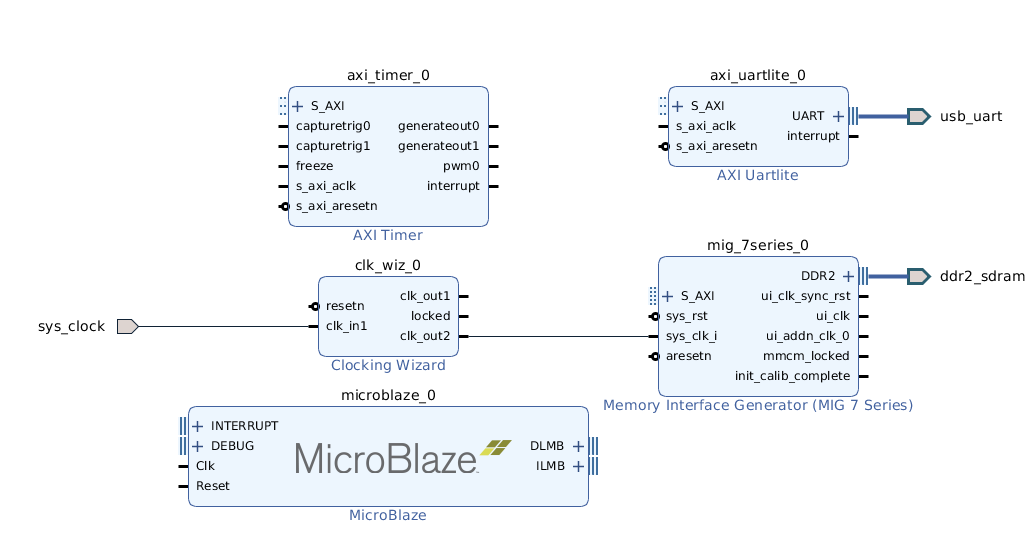 axi_timer_0
S_AXI
capturetrig0
capturetrig1
freeze
s_axi_aclk
s_axi_aresetn
generateout0
generateout1
pwm0
interrupt
AXI Timer
axi_uartlite_0
S_AXI
s_axi_aclk
s_axi_aresetn
UART
interrupt
AXI Uartlite
usb_uart
sys_clock
clk_wiz_0
resetn
clk_in1
clk_out1
locked
clk_out2
Clocking Wizard
mig_7series_0
S_AXI
sys_rst
sys_clk_i
aresetn
DDR2
ui_clk_sync_rst
ui_clk
ui_addn_clk_0
mmcm_locked
init_calib_complete
Memory Interface Generator (MIG 7 Series)
ddr2_sdram
microblaze_0
INTERRUPT
DEBUG
Clk
Reset
MicroBlaze
DLMB
ILMB
MicroBlaze